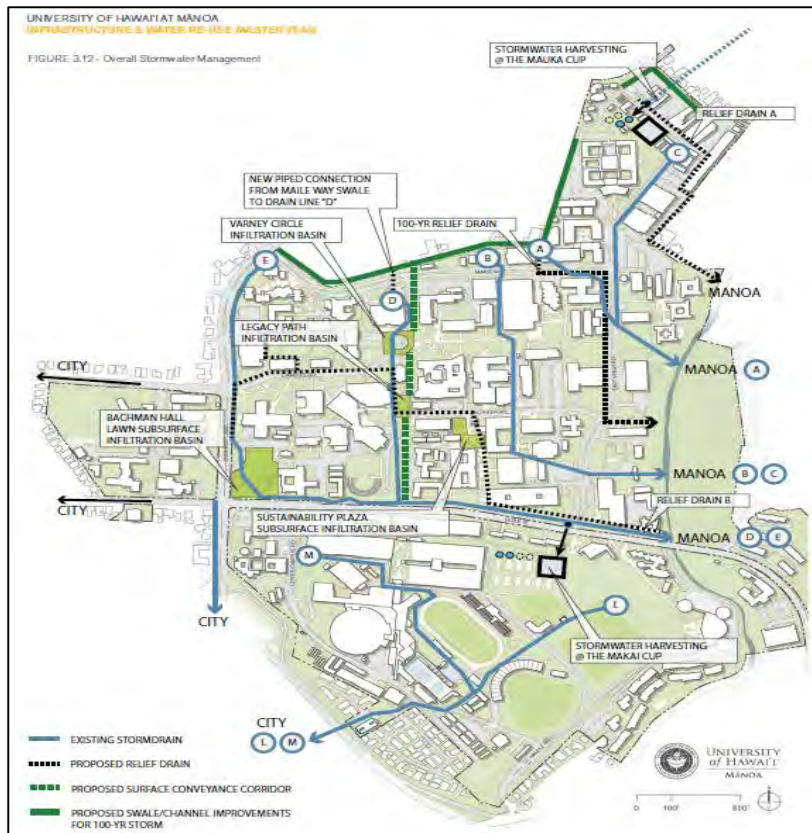 UNIVERSITY OF HAWAI'I AT MĀNOA
INFRASTRUCTURE & WATER RE-USE MASTER PLAN
FIGURE 3.12 - Overall Stormwater Management
STORMWATER HARVESTING
@ THE MAUKA CUP
RELIEF DRAIN A
C
NEW PIPED CONNECTION
FROM MAILE WAY SWALE
TO DRAIN LINE "D"
VARNEY CIRCLE
INFILTRATION BASIN
100-YR RELIEF DRAIN
A
B
E
D
MANOA
LEGACY PATH
INFILTRATION BASIN
CITY
MANOA A
BACHMAN HALL
LAWN SUBSURFACE
INFILTRATION BASIN
MANOA B C
CITY
RELIEF DRAIN B
SUSTAINABILITY PLAZA
SUBSURFACE INFILTRATION BASIN
MANOA D E
M
CITY
L
STORMWATER HARVESTING
@ THE MAKAI CUP
CITY
L M
EXISTING STORMDRAIN
PROPOSED RELIEF DRAIN
PROPOSED SURFACE CONVEYANCE CORRIDOR
PROPOSED SWALE/CHANNEL IMPROVEMENTS
FOR 100-YR STORM
UNIVERSITY
of HAWAI'I
MĀNOA
0 400' 800'